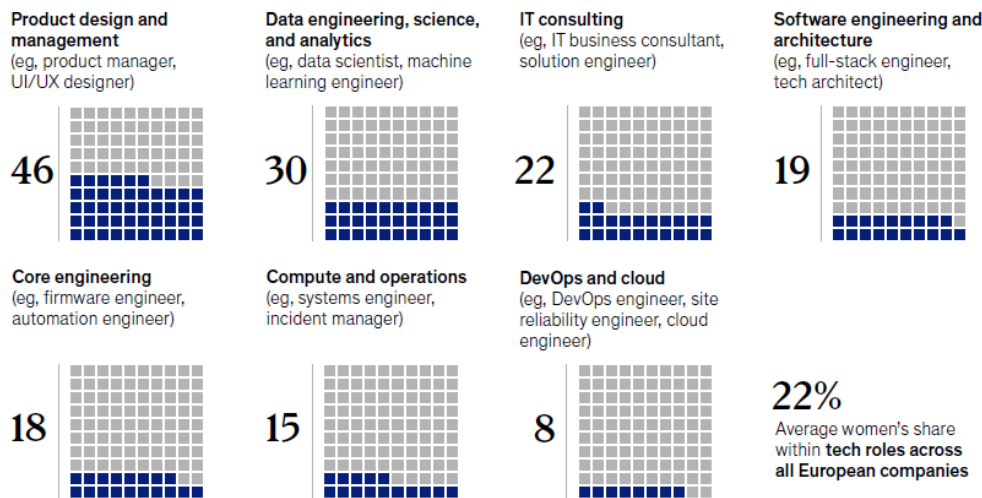 Product design and
management
(eg, product manager,
UI/UX designer)
46
Data engineering, science,
and analytics
(eg, data scientist, machine
learning engineer)
30
IT consulting
(eg, IT business consultant,
solution engineer)
22
Software engineering and
architecture
(eg, full-stack engineer,
tech architect)
19
Core engineering
(eg, firmware engineer,
automation engineer)
18
Compute and operations
(eg, systems engineer,
incident manager)
15
DevOps and cloud
(eg, DevOps engineer, site
reliability engineer, cloud
engineer)
8
22%
Average women's share
within tech roles across
all European companies